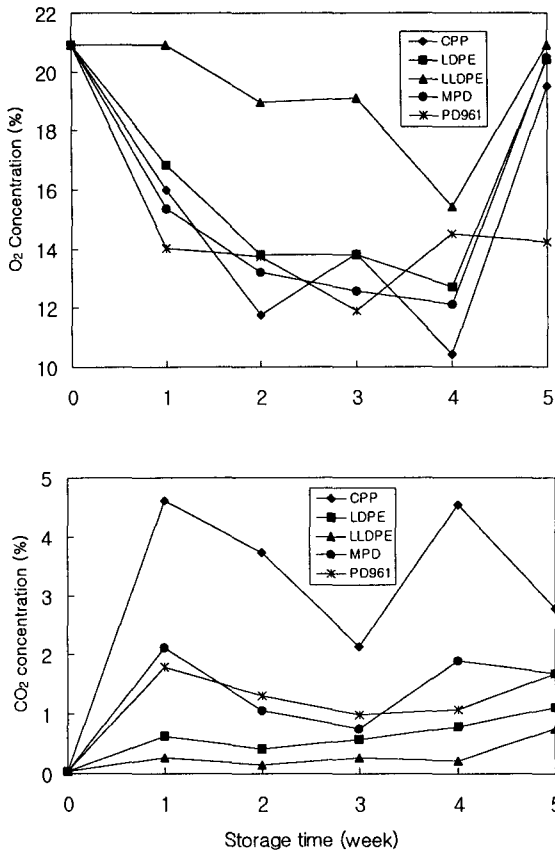 22
20
18
16
14
12
10
O2 Concentration (%)
CPP
LDPE
LLDPE
MPD
PD961
0 1 2 3 4 5
5
4
3
2
1
0
CO2 concentration (%)
CPP
LDPE
LLDPE
MPD
PD961
0 1 2 3 4 5
Storage time (week)